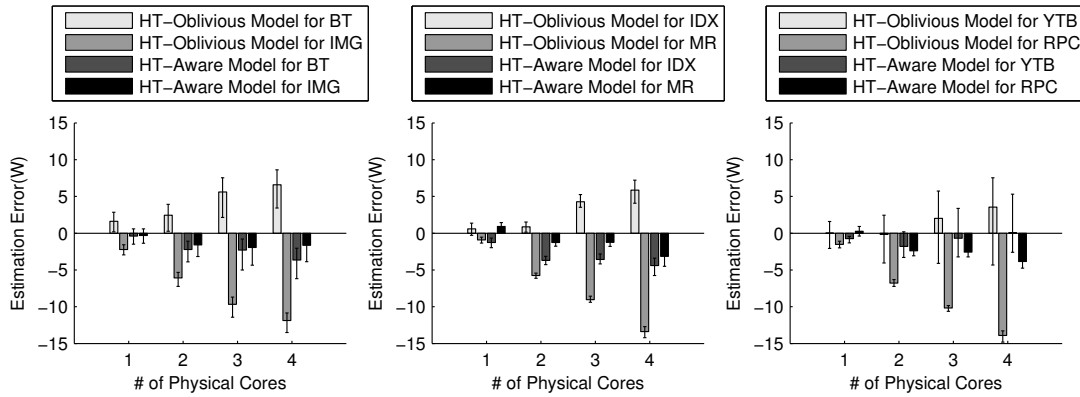 HT-Oblivious Model for BT
HT-Oblivious Model for IMG
HT-Aware Model for BT
HT-Aware Model for IMG
15
10
5
0
−5
−10
−15
Estimation Error(W)
1 2 3 4
# of Physical Cores
HT-Oblivious Model for IDX
HT-Oblivious Model for MR
HT-Aware Model for IDX
HT-Aware Model for MR
15
10
5
0
−5
−10
−15
Estimation Error(W)
1 2 3 4
# of Physical Cores
HT-Oblivious Model for YTB
HT-Oblivious Model for RPC
HT-Aware Model for YTB
HT-Aware Model for RPC
15
10
5
0
−5
−10
−15
Estimation Error(W)
1 2 3 4
# of Physical Cores